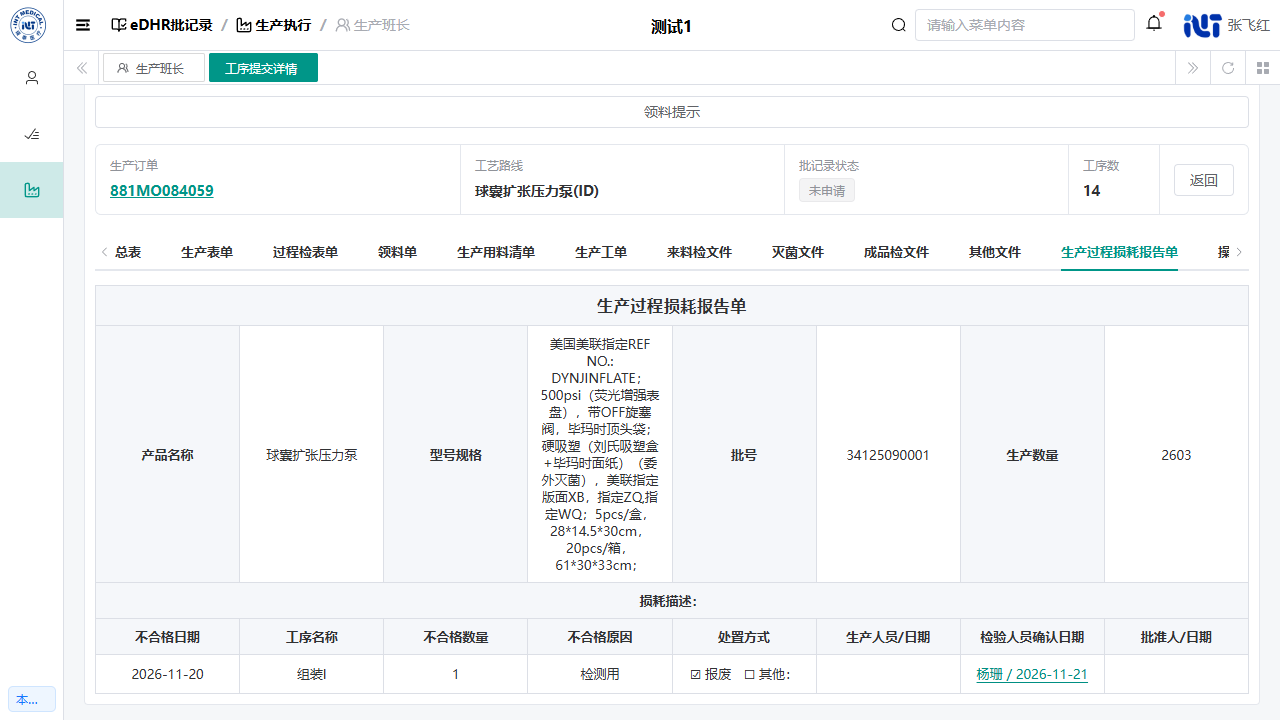 eDHR批记录 / 生产执行 / 生产班长
测试1
请输入菜单内容
张飞红
生产班长
工序提交详情
领料提示
生产订单
881MO084059
工艺路线
球囊扩张压力泵(ID)
批记录状态
未申请
工序数
14
返回
总表
生产表单
过程检表单
领料单
生产用料清单
生产工单
来料检文件
灭菌文件
成品检文件
其他文件
生产过程损耗报告单
操
生产过程损耗报告单
产品名称
球囊扩张压力泵
型号规格
美国美联指定REF
NO.:
DYNJINFLATE；
500psi（荧光增强表
盘），带OFF旋塞
阀，毕玛时顶头袋；
硬吸塑（刘氏吸塑盒
+毕玛时面纸）（委
外灭菌），美联指定
版面XB，指定ZQ,指
定WQ；5pcs/盒，
28*14.5*30cm，
20pcs/箱，
61*30*33cm；
批号
34125090001
生产数量
2603
损耗描述：
不合格日期 工序名称 不合格数量 不合格原因 处置方式 生产人员/日期 检验人员确认日期 批准人/日期
2026-11-20 组装Ⅰ 1 检测用 ☑ 报废 ☐ 其他： 杨珊 / 2026-11-21
本...